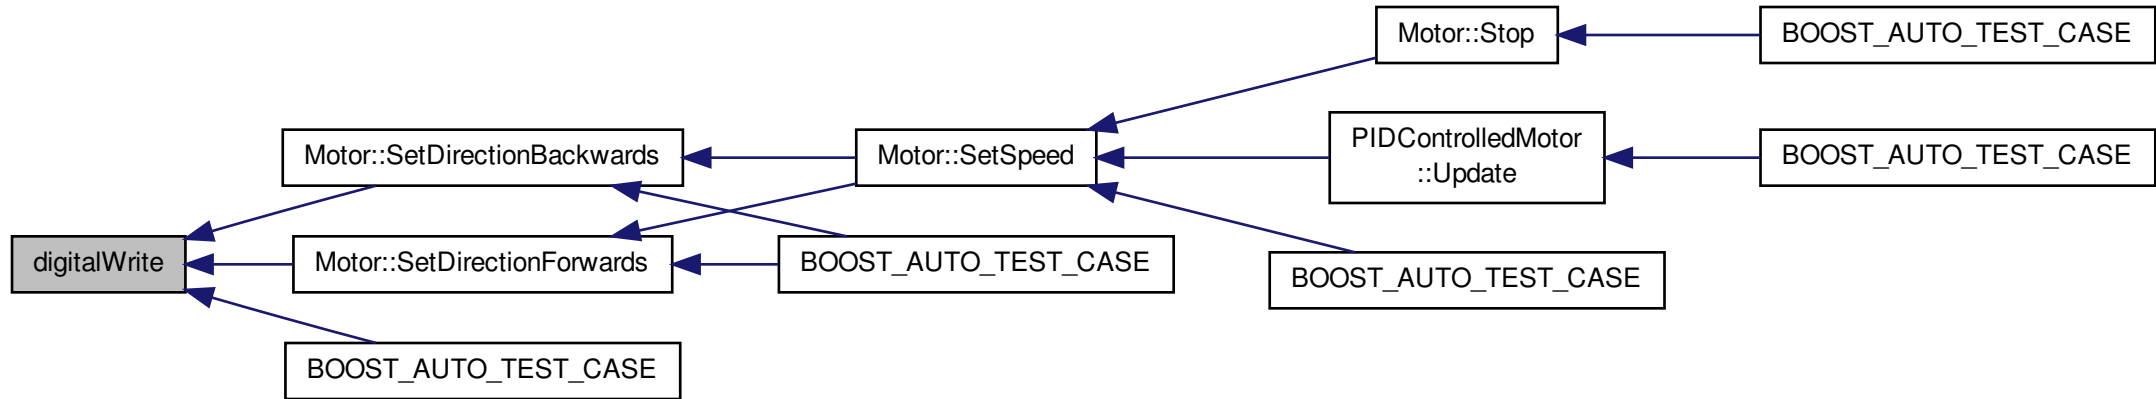 Motor::Stop
BOOST_AUTO_TEST_CASE
Motor::SetDirectionBackwards
Motor::SetSpeed
PIDControlledMotor
::Update
BOOST_AUTO_TEST_CASE
digitalWrite
Motor::SetDirectionForwards
BOOST_AUTO_TEST_CASE
BOOST_AUTO_TEST_CASE
BOOST_AUTO_TEST_CASE